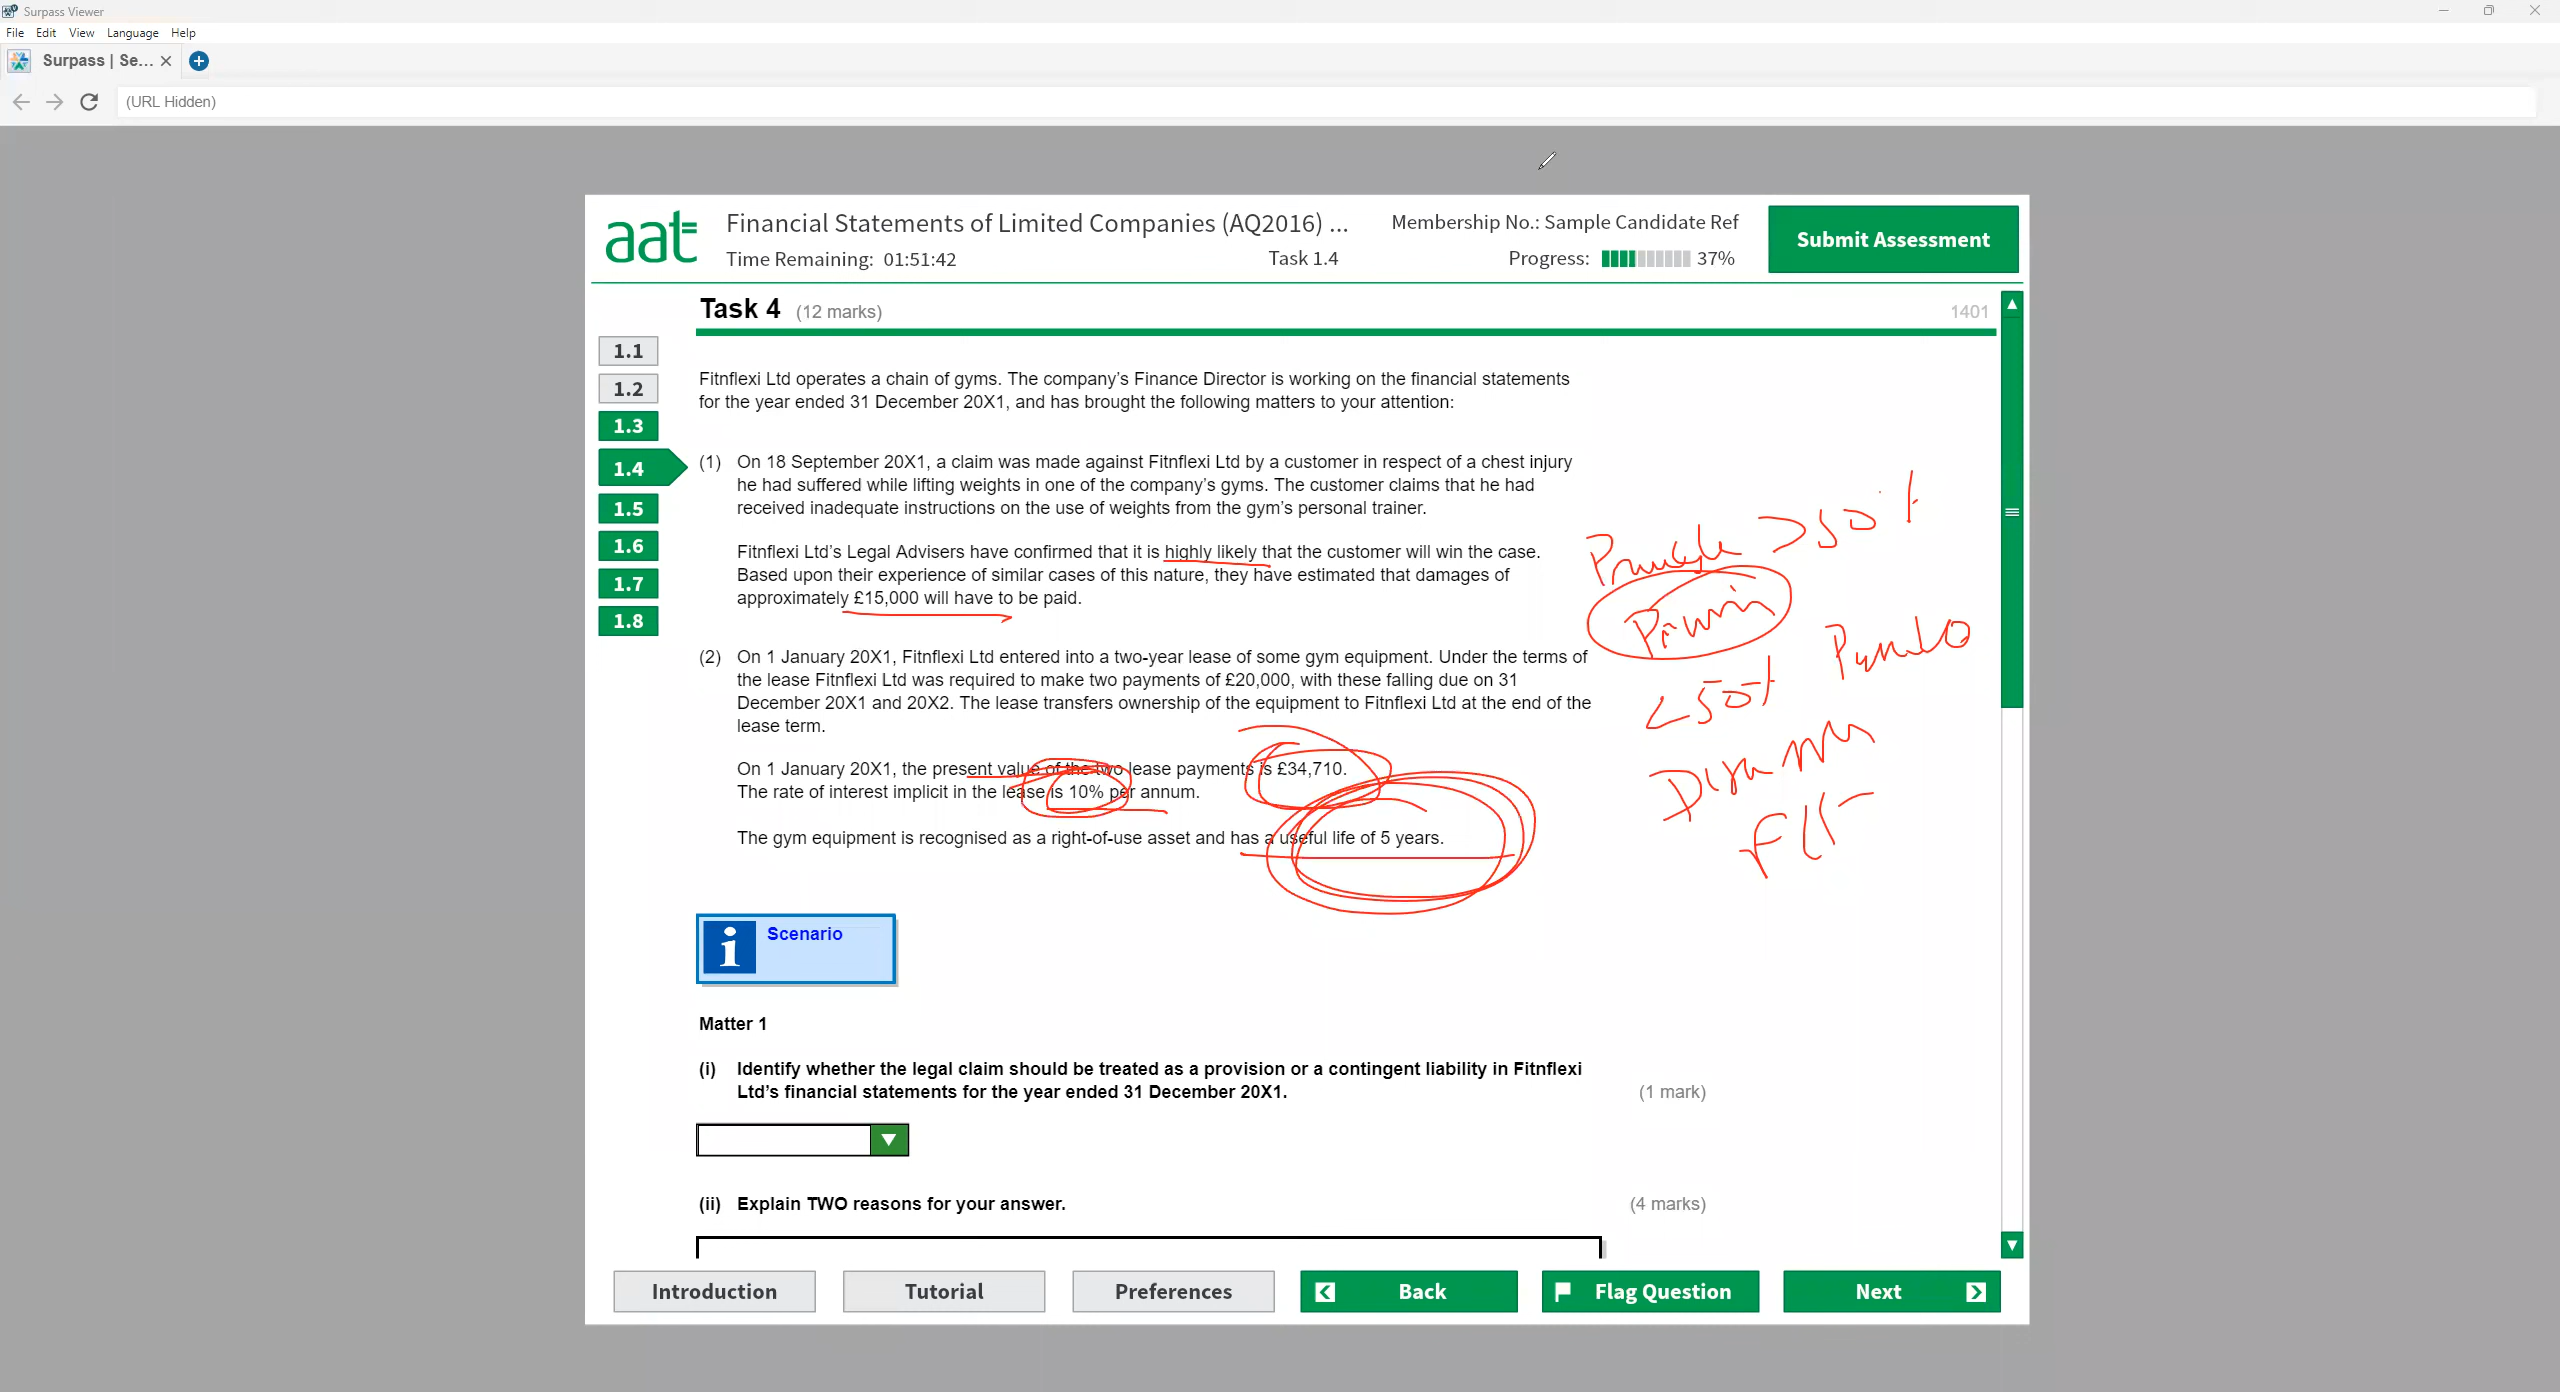 Surpass Viewer
File Edit View Language Help
Surpass | Se...
(URL Hidden)
aat
Financial Statements of Limited Companies (AQ2016) ...
Membership No.: Sample Candidate Ref
Submit Assessment
Time Remaining: 01:51:42
Task 1.4
Progress: 37%
Task 4 (12 marks)
1401
1.1
1.2
1.3
1.4
1.5
1.6
1.7
1.8
Fitnflexi Ltd operates a chain of gyms. The company's Finance Director is working on the financial statements
for the year ended 31 December 20X1, and has brought the following matters to your attention:
(1) On 18 September 20X1, a claim was made against Fitnflexi Ltd by a customer in respect of a chest injury
he had suffered while lifting weights in one of the company's gyms. The customer claims that he had
received inadequate instructions on the use of weights from the gym's personal trainer.
Fitnflexi Ltd's Legal Advisers have confirmed that it is highly likely that the customer will win the case.
Based upon their experience of similar cases of this nature, they have estimated that damages of
approximately £15,000 will have to be paid.
(2) On 1 January 20X1, Fitnflexi Ltd entered into a two-year lease of some gym equipment. Under the terms of
the lease Fitnflexi Ltd was required to make two payments of £20,000, with these falling due on 31
December 20X1 and 20X2. The lease transfers ownership of the equipment to Fitnflexi Ltd at the end of the
lease term.
On 1 January 20X1, the present value of the two lease payments is £34,710.
The rate of interest implicit in the lease is 10% per annum.
The gym equipment is recognised as a right-of-use asset and has a useful life of 5 years.
Scenario
Matter 1
(i) Identify whether the legal claim should be treated as a provision or a contingent liability in Fitnflexi
Ltd's financial statements for the year ended 31 December 20X1.
(1 mark)
(ii) Explain TWO reasons for your answer.
(4 marks)
Introduction
Tutorial
Preferences
Back
Flag Question
Next